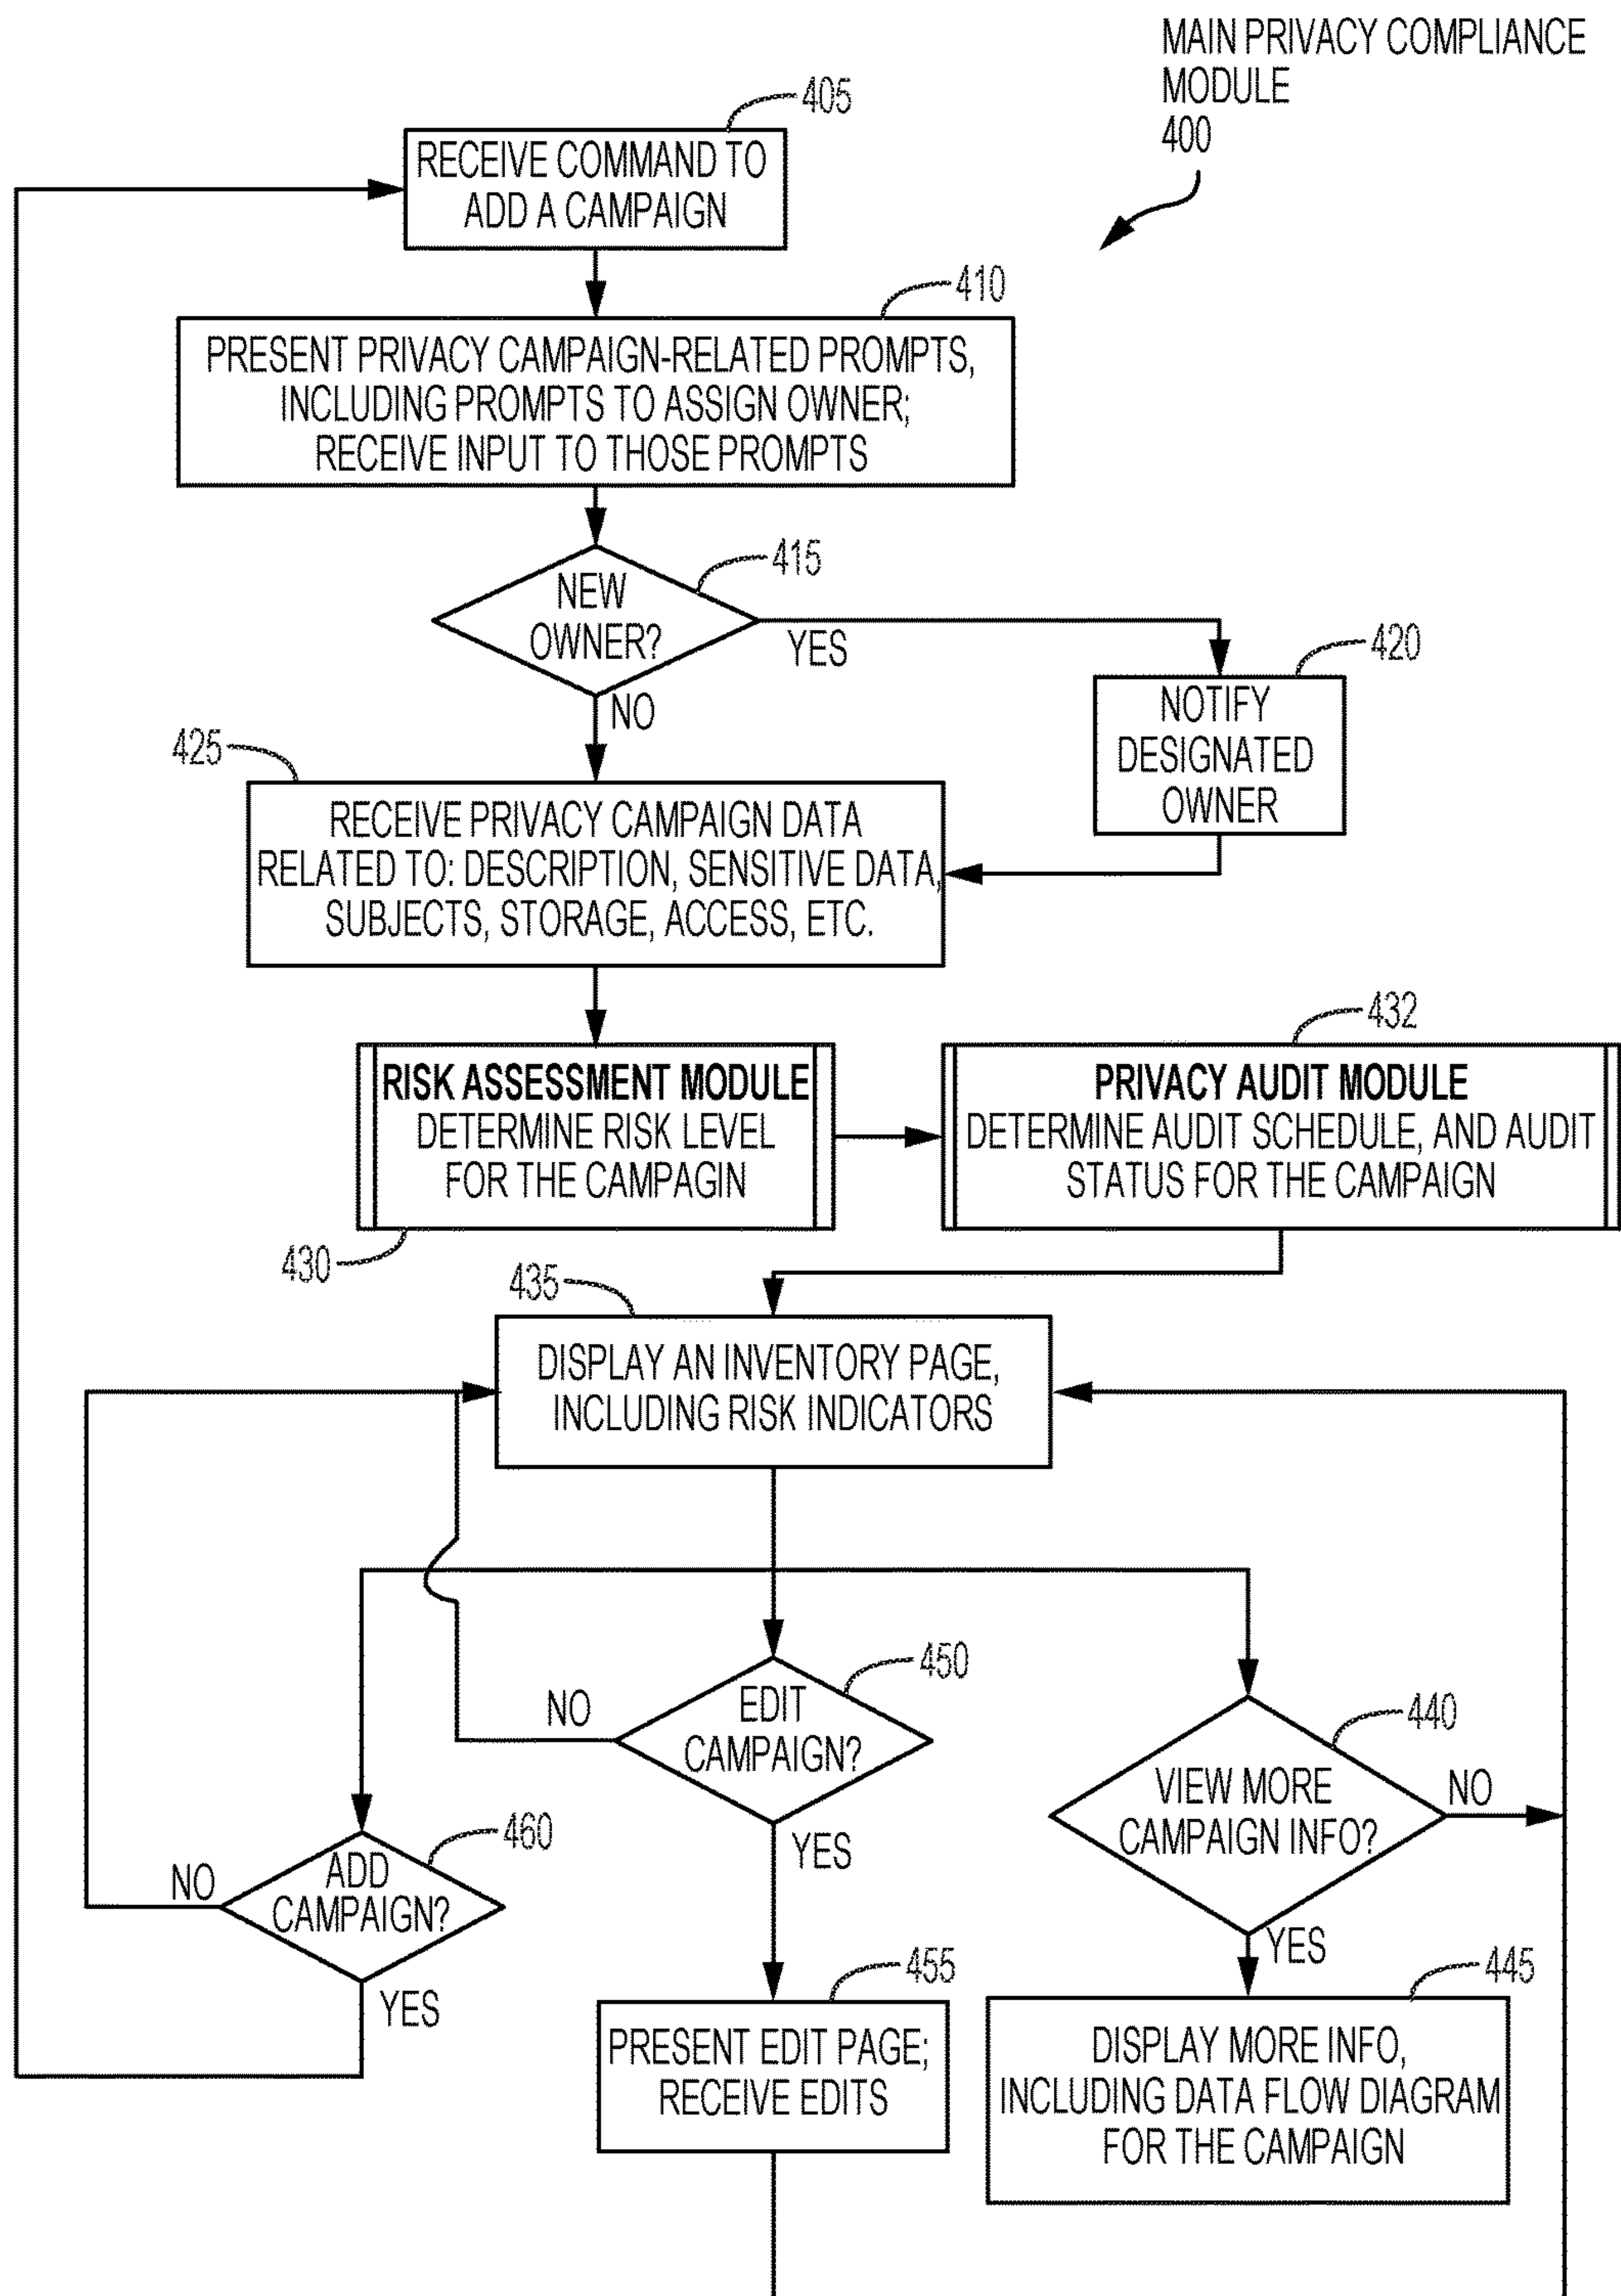 MAIN PRIVACY COMPLIANCE
MODULE
400
405
RECEIVE COMMAND TO
ADD A CAMPAIGN
410
PRESENT PRIVACY CAMPAIGN-RELATED PROMPTS,
INCLUDING PROMPTS TO ASSIGN OWNER;
RECEIVE INPUT TO THOSE PROMPTS
415
NEW
OWNER?
YES
NO
420
NOTIFY
DESIGNATED
OWNER
425
RECEIVE PRIVACY CAMPAIGN DATA
RELATED TO: DESCRIPTION, SENSITIVE DATA,
SUBJECTS, STORAGE, ACCESS, ETC.
RISK ASSESSMENT MODULE
DETERMINE RISK LEVEL
FOR THE CAMPAGIN
430
432
PRIVACY AUDIT MODULE
DETERMINE AUDIT SCHEDULE, AND AUDIT
STATUS FOR THE CAMPAIGN
435
DISPLAY AN INVENTORY PAGE,
INCLUDING RISK INDICATORS
450
EDIT
CAMPAIGN?
NO
YES
440
VIEW MORE
CAMPAIGN INFO?
NO
YES
460
ADD
CAMPAIGN?
NO
YES
455
PRESENT EDIT PAGE;
RECEIVE EDITS
445
DISPLAY MORE INFO,
INCLUDING DATA FLOW DIAGRAM
FOR THE CAMPAIGN